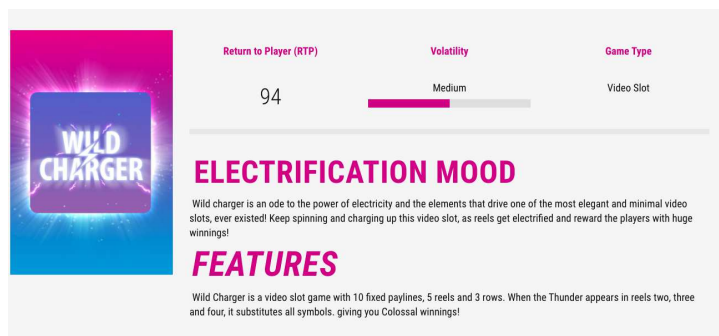 Return to Player (RTP)
Volatility
Game Type
94
Medium
Video Slot
WILD
CHARGER
ELECTRIFICATION MOOD
Wild charger is an ode to the power of electricity and the elements that drive one of the most elegant and minimal video
slots, ever existed! Keep spinning and charging up this video slot, as reels get electrified and reward the players with huge
winnings!
FEATURES
Wild Charger is a video slot game with 10 fixed paylines, 5 reels and 3 rows. When the Thunder appears in reels two, three
and four, it substitutes all symbols. giving you Colossal winnings!